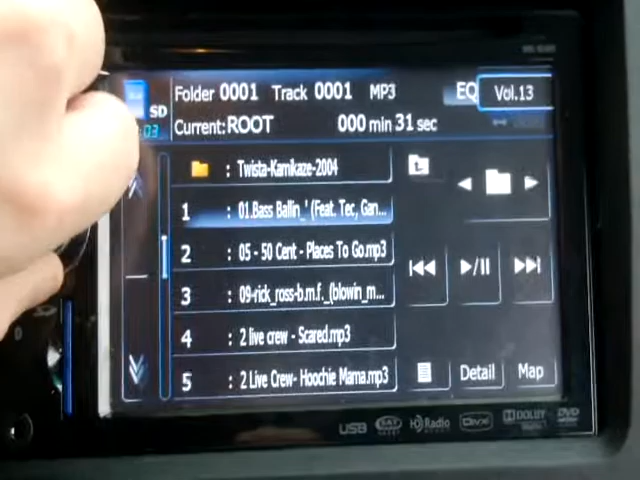 Folder 0001 Track 0001 MP3 EQ Vol.13
SD
03
Current:ROOT 000 min 31 sec
: Twista-Kamikaze-2004
1 : 01.Bass Ballin_' (Feat. Tec, Gan...
2 : 05 - 50 Cent - Places To Go.mp3
3 : 09-rick_ross-b.m.f._(blowin_m...
4 : 2 live crew - Scared.mp3
5 : 2 Live Crew- Hoochie Mama.mp3
Detail Map
USB HD Radio DivX DOLBY DVD